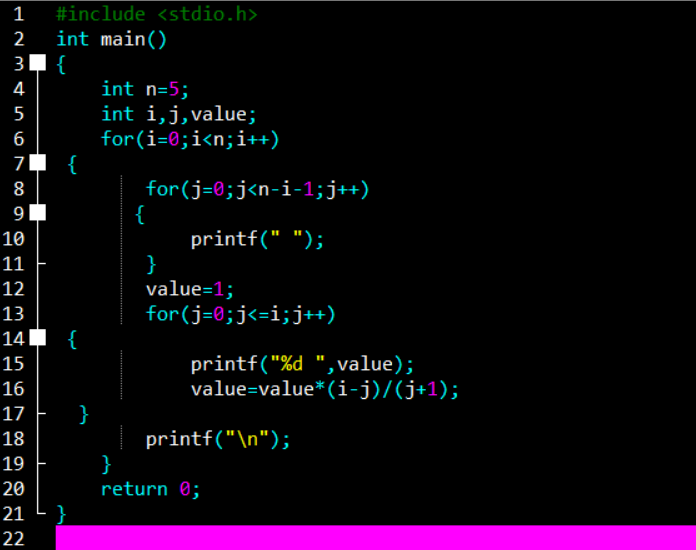 1 #include <stdio.h>
2 int main()
3 {
4     int n=5;
5     int i,j,value;
6     for(i=0;i<n;i++)
7  {
8         for(j=0;j<n-i-1;j++)
9        {
10             printf(" ");
11         }
12         value=1;
13         for(j=0;j<=i;j++)
14  {
15             printf("%d ",value);
16             value=value*(i-j)/(j+1);
17   }
18         printf("\n");
19     }
20     return 0;
21 }
22